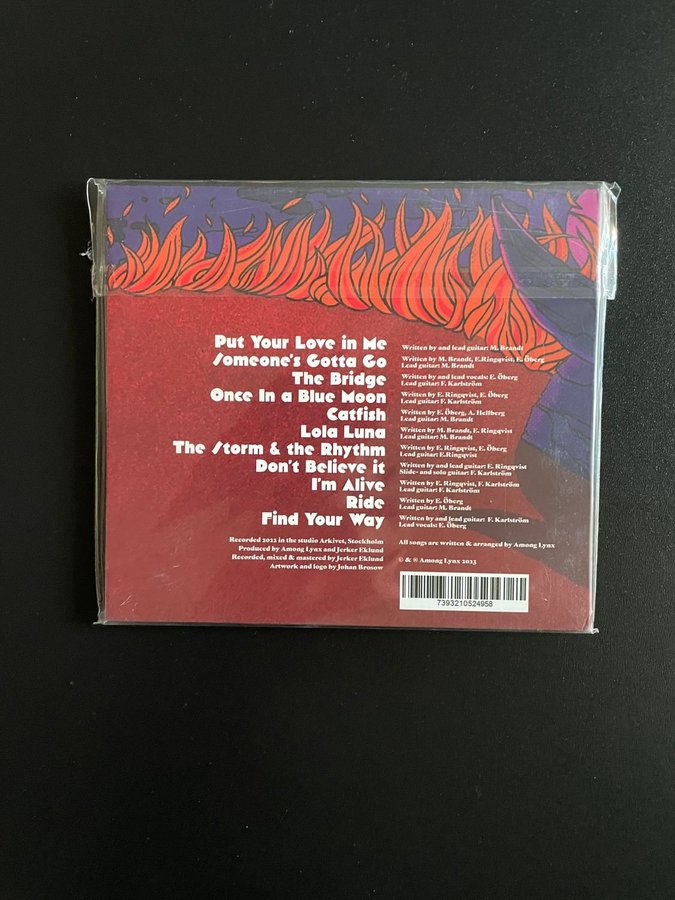 Put Your Love in Me
Written by and lead guitar: M. Brandt
Someone's Gotta Go
Written by M. Brandt, E.Ringqvist, E. Öberg
Lead guitar: M. Brandt
The Bridge
Written by and lead vocals: E. Öberg
Lead guitar: F. Karlström
Once In a Blue Moon
Written by E. Ringqvist, E. Öberg
Lead guitar: F. Karlström
Catfish
Written by E. Öberg, A. Hellberg
Lead guitar: M. Brandt
Lola Luna
Written by M. Brandt, E. Ringqvist
Lead guitar: M. Brandt
The Storm & the Rhythm
Written by E. Ringqvist, E. Öberg
Lead guitar: E.Ringqvist
Don't Believe it
Written by and lead guitar: E. Ringqvist
Slide- and solo guitar: F. Karlström
I'm Alive
Written by E. Ringqvist, F. Karlström
Lead guitar: F. Karlström
Ride
Written by E. Öberg
Lead guitar: M. Brandt
Find Your Way
Written by and lead guitar: F. Karlström
Lead vocals: E. Öberg
Recorded 2022 in the studio Arkivet, Stockholm
Produced by Among Lynx and Jerker Eklund
Recorded, mixed & mastered by Jerker Eklund
Artwork and logo by Johan Brosow
All songs are written & arranged by Among Lynx
© & ℗ Among Lynx 2023
7393210524958